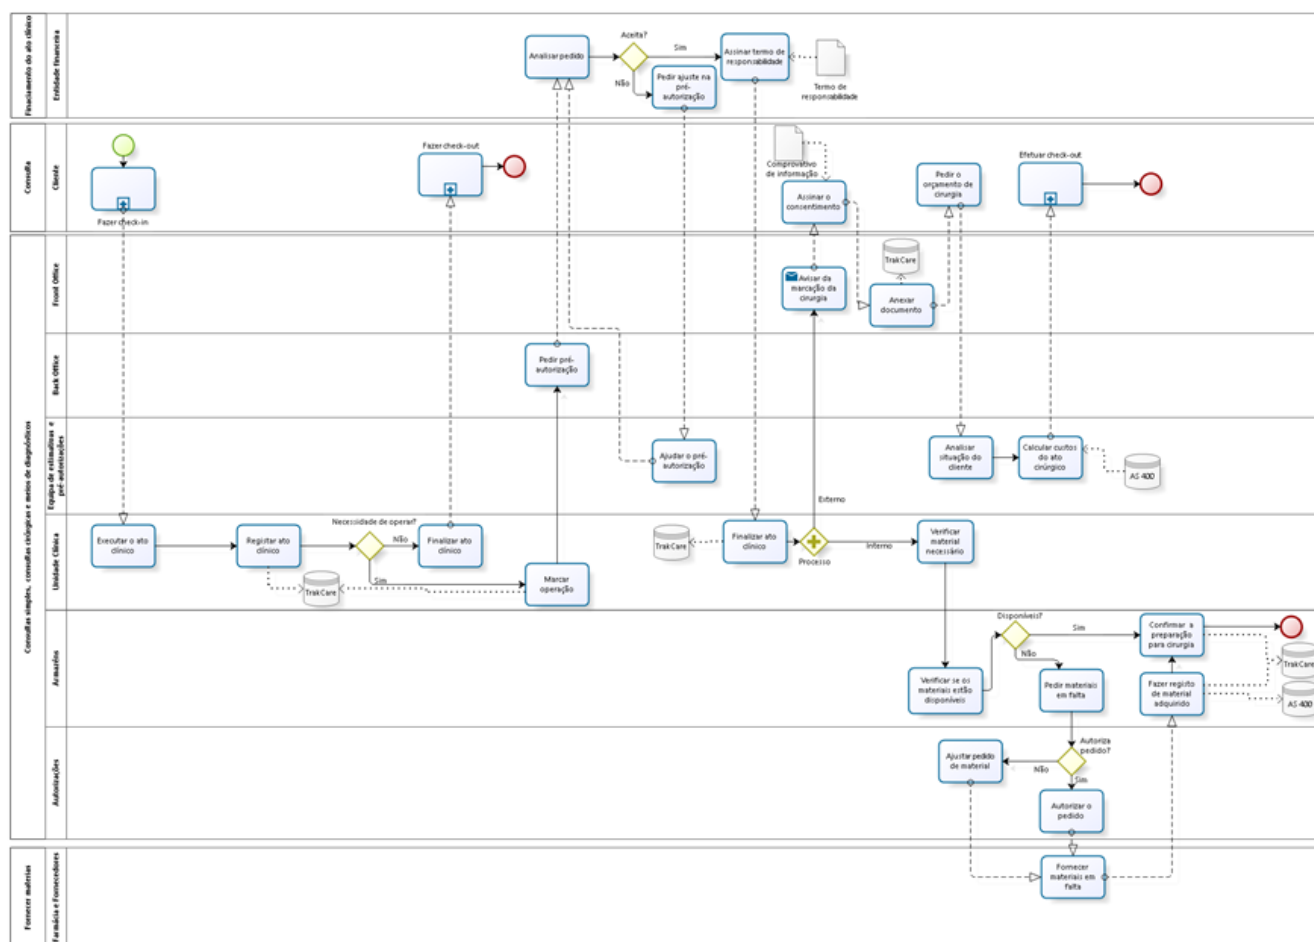 Finaciamento do ato clínico
Entidade financeira
Analisar pedido
Aceita?
Sim
Não
Pedir ajuste na
pré-
autorização
Assinar termo de
responsabilidade
Termo de
responsabilidade
Consulta
Cliente
Fazer check-in
Fazer check-out
Comprovativo
de informação
Assinar o
consentimento
Pedir o
orçamento de
cirurgia
Efetuar check-out
Consultas simples, consultas cirúrgicas e meios de diagnósticos
Front Office
Avisar da
marcação da
cirurgia
TrakCare
Anexar
documento
Back Office
Pedir pré-
autorização
Equipa de estimativas e
pré-autorizações
Ajudar o pré-
autorização
Analisar
situação do
cliente
Calcular custos
do ato
cirúrgico
AS 400
Unidade Clínica
Executar o ato
clínico
Registar ato
clínico
Necessidade de operar?
Não
Sim
Finalizar ato
clínico
TrakCare
Marcar
operação
TrakCare
Finalizar ato
clínico
Externo
Processo
Interno
Verificar
material
necessário
Armazéns
Verificar se os
materiais estão
disponíveis
Disponíveis?
Sim
Não
Pedir materiais
em falta
Confirmar a
preparação
para cirurgia
Fazer registo
de material
adquirido
TrakCare
AS 400
Autorizações
Ajustar pedido
de material
Autoriza
pedido?
Não
Sim
Autorizar o
pedido
Fornecer materias
Farmácia e Fornecedores
Fornecer
materiais em
falta